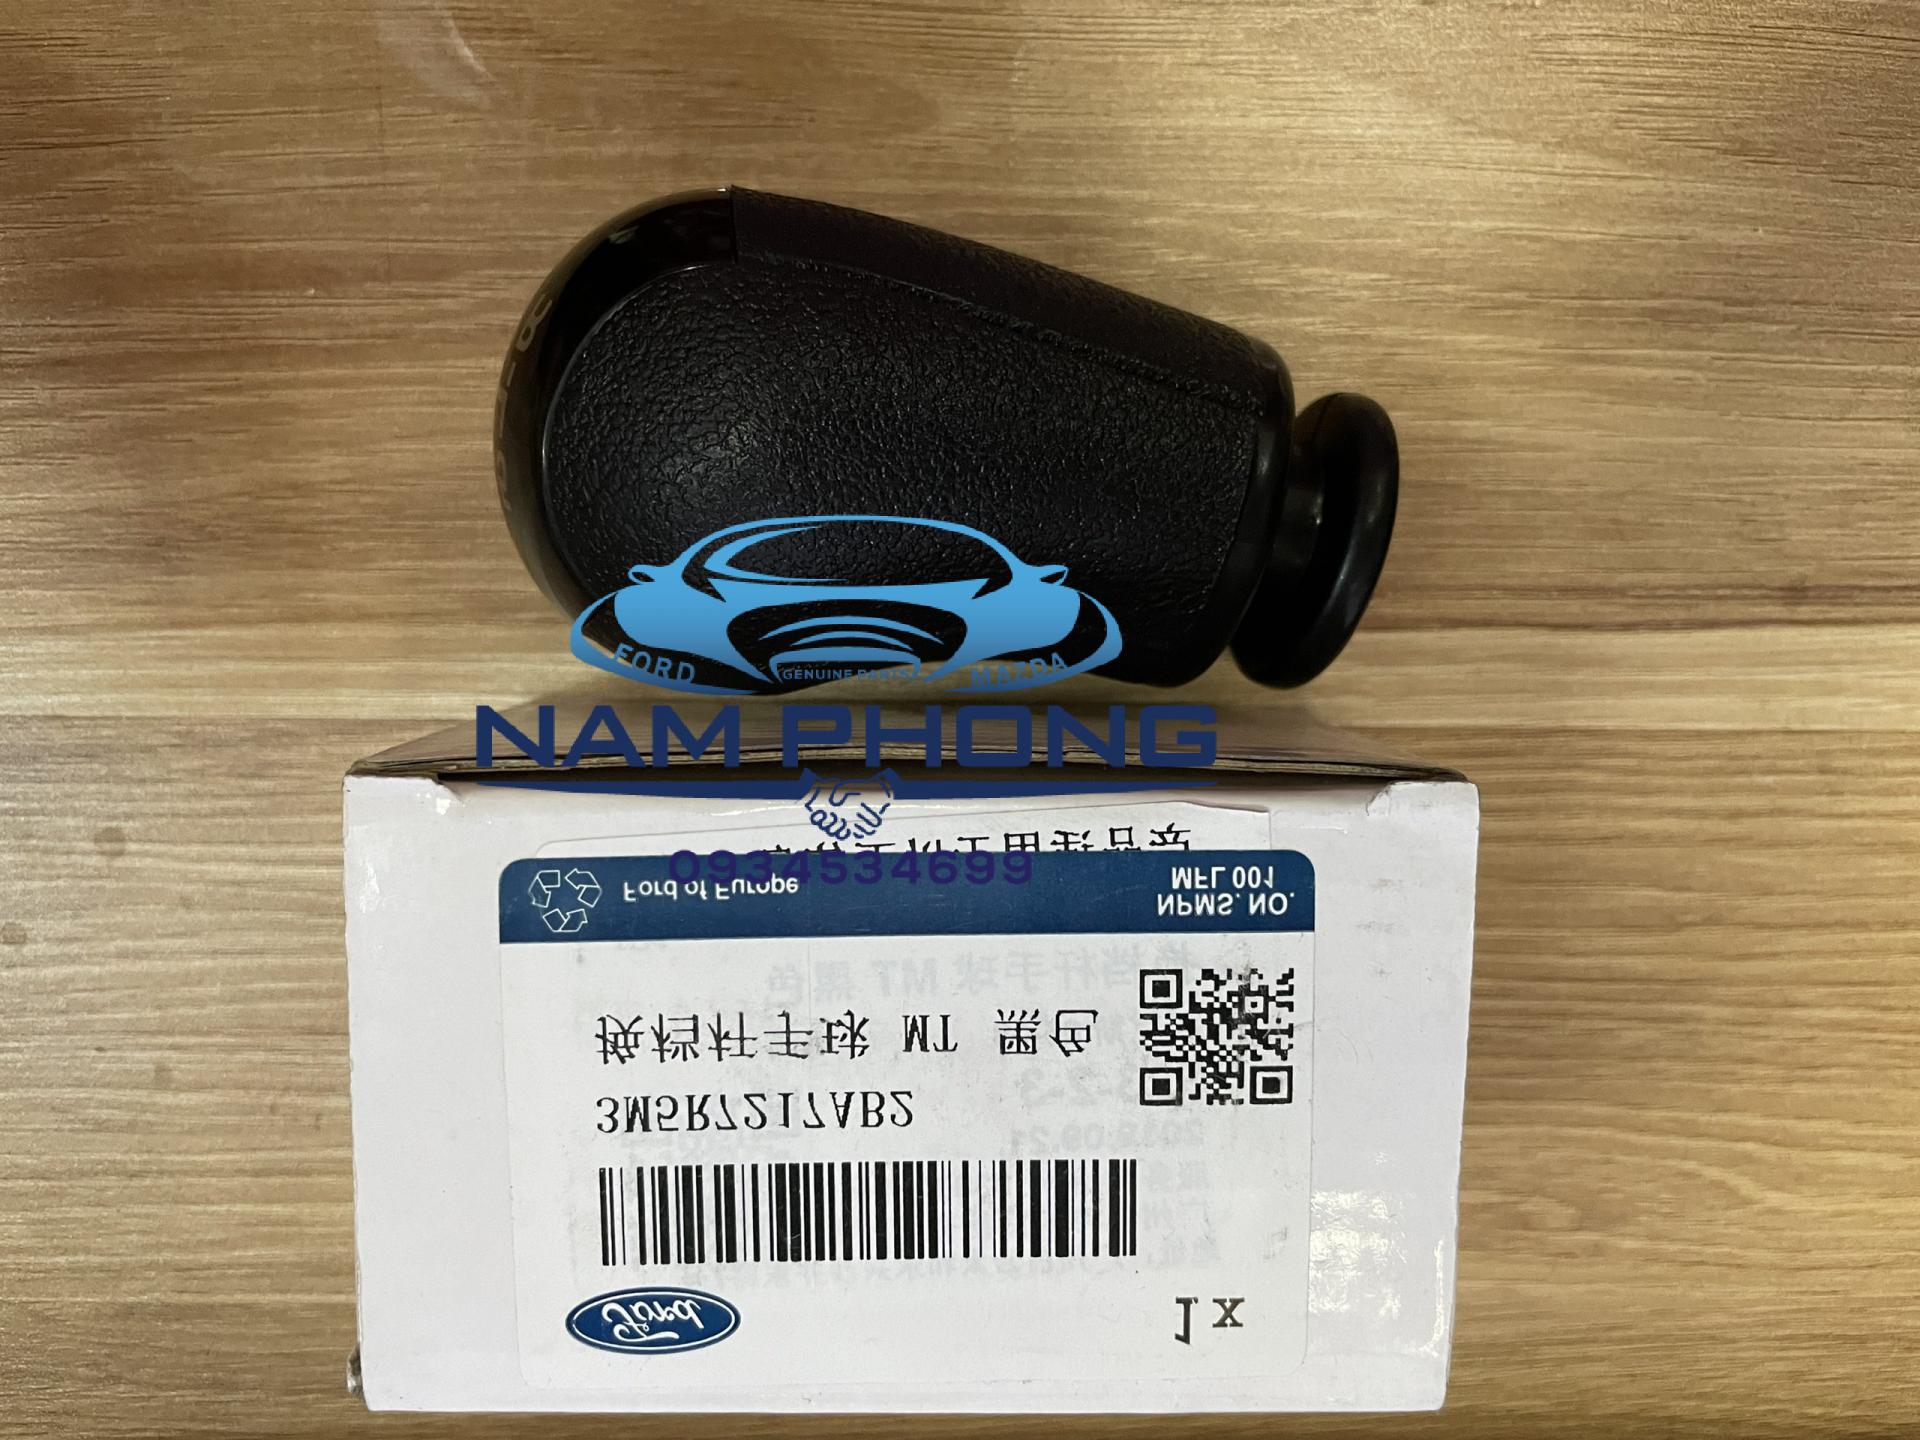 FORD
GENUINE PARTS
MAZDA
NAM PHONG
0934534699
Ford of Europe
MFL 001
NPMS. NO.
换档杆手球 MT 黑色
3M5R7217AB2
Ford
1 x